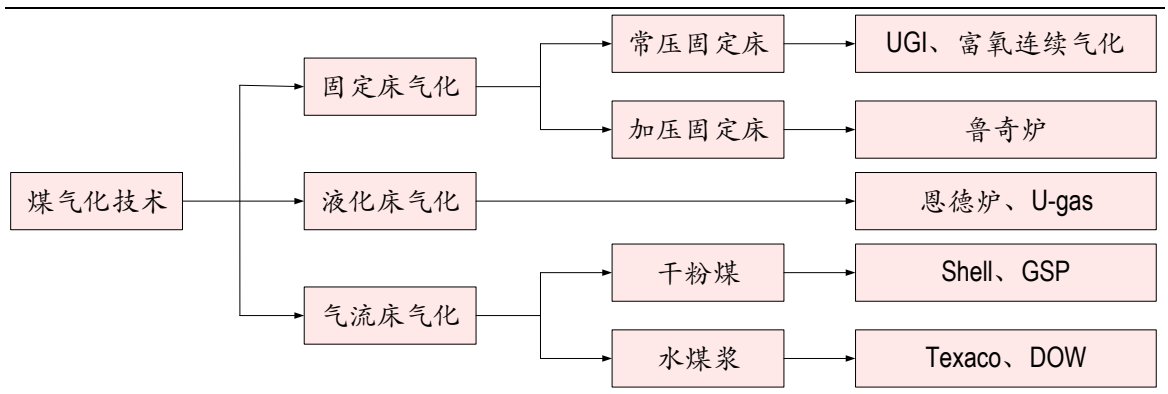 常压固定床
UGI、富氧连续气化
固定床气化
加压固定床
鲁奇炉
煤气化技术
液化床气化
恩德炉、U-gas
干粉煤
Shell、GSP
气流床气化
水煤浆
Texaco、DOW